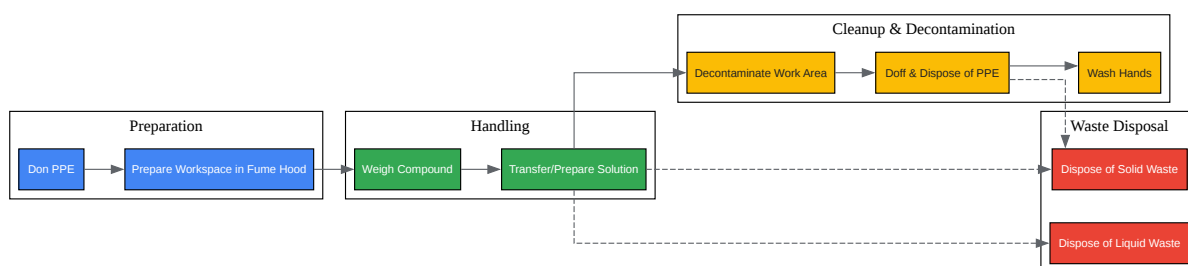 Cleanup & Decontamination
Decontaminate Work Area
Doff & Dispose of PPE
Wash Hands
Preparation
Handling
Waste Disposal
Don PPE
Prepare Workspace in Fume Hood
Weigh Compound
Transfer/Prepare Solution
Dispose of Solid Waste
Dispose of Liquid Waste